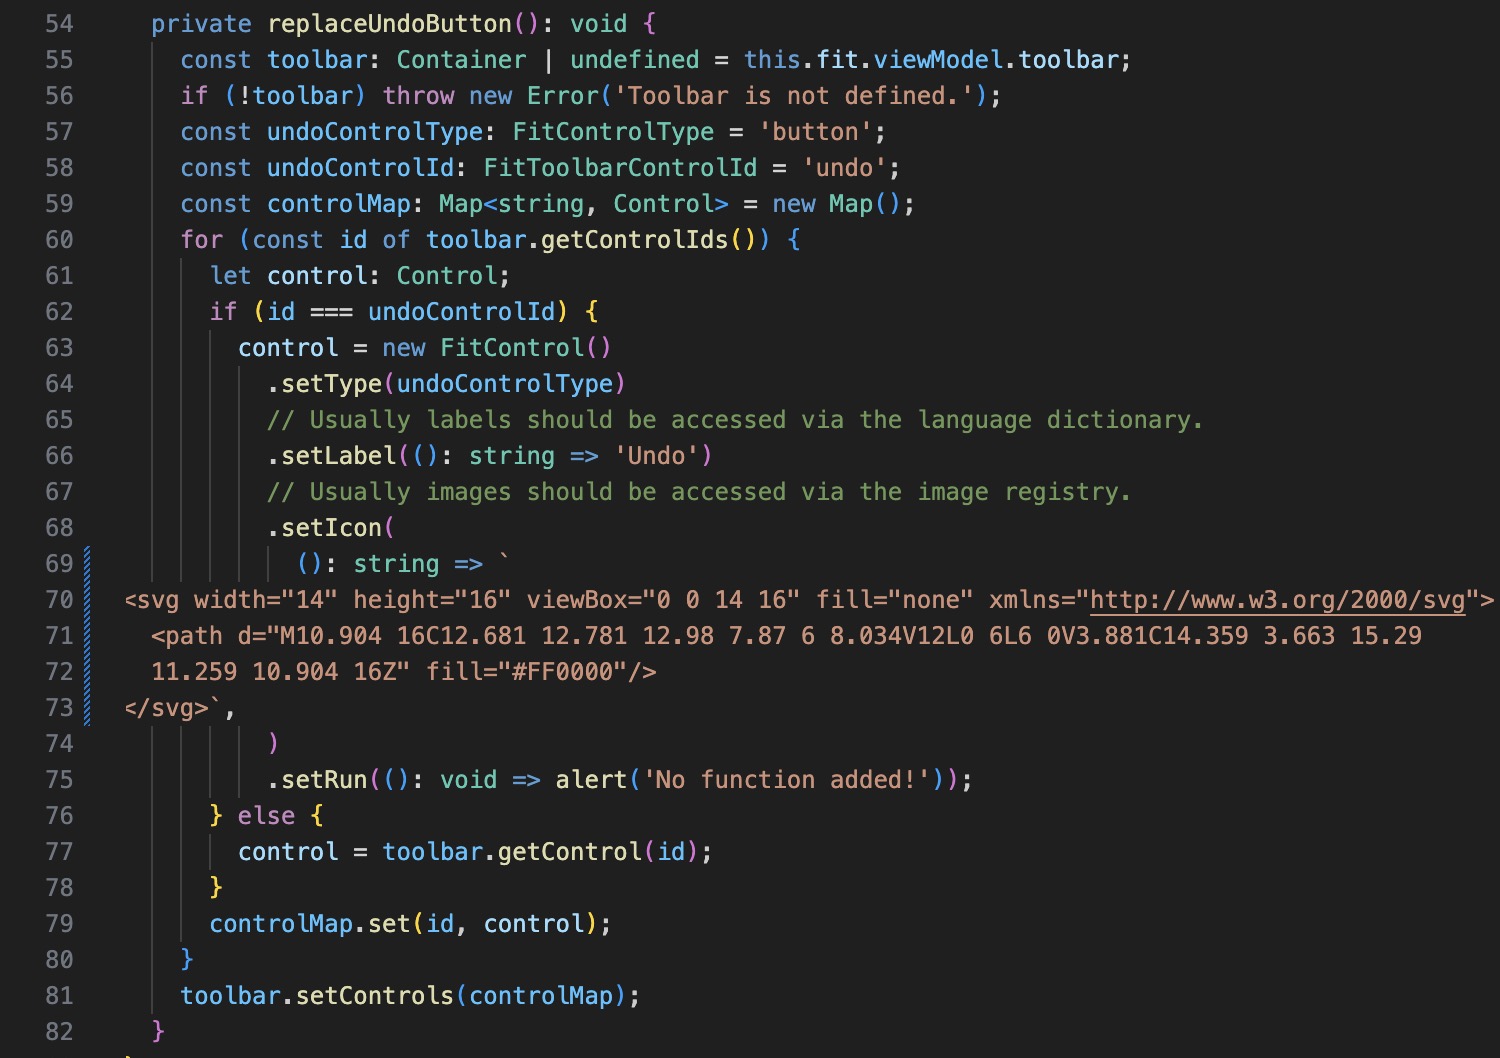 54 private replaceUndoButton(): void {
55 const toolbar: Container | undefined = this.fit.viewModel.toolbar;
56 if (!toolbar) throw new Error('Toolbar is not defined.');
57 const undoControlType: FitControlType = 'button';
58 const undoControlId: FitToolbarControlId = 'undo';
59 const controlMap: Map<string, Control> = new Map();
60 for (const id of toolbar.getControlIds()) {
61 let control: Control;
62 if (id === undoControlId) {
63 control = new FitControl()
64 .setType(undoControlType)
65 // Usually labels should be accessed via the language dictionary.
66 .setLabel((): string => 'Undo')
67 // Usually images should be accessed via the image registry.
68 .setIcon(
69 (): string => `
70 <svg width="14" height="16" viewBox="0 0 14 16" fill="none" xmlns="http://www.w3.org/2000/svg">
71 <path d="M10.904 16C12.681 12.781 12.98 7.87 6 8.034V12L0 6L6 0V3.881C14.359 3.663 15.29
72 11.259 10.904 16Z" fill="#FF0000"/>
73 </svg>`,
74 )
75 .setRun((): void => alert('No function added!'));
76 } else {
77 control = toolbar.getControl(id);
78 }
79 controlMap.set(id, control);
80 }
81 toolbar.setControls(controlMap);
82 }